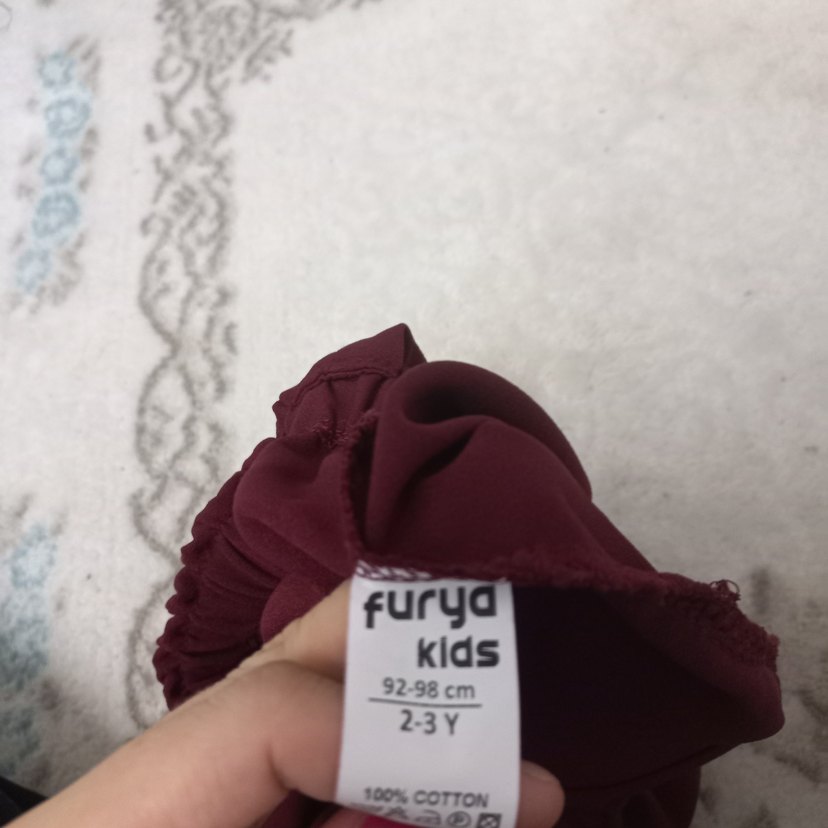 furya
kids
92-98 cm
2-3 Y
100% COTTON